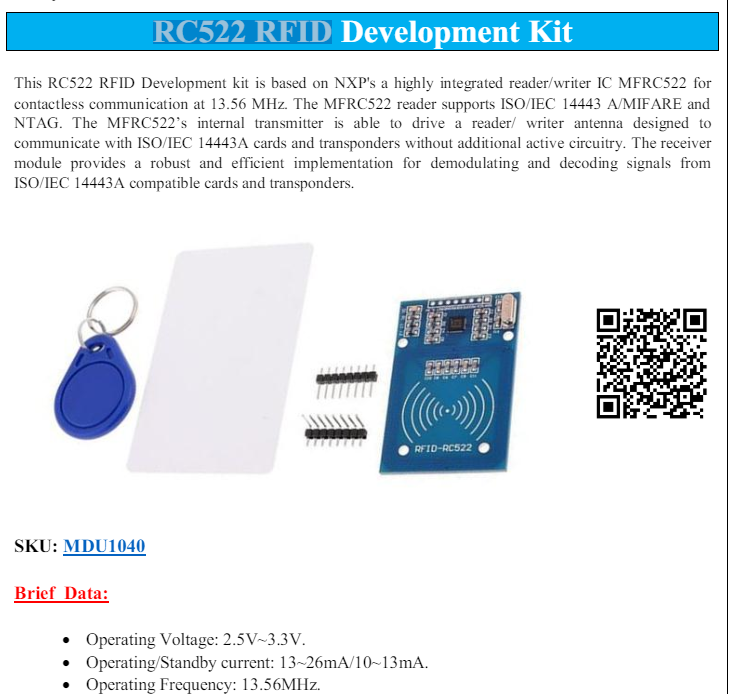 RC522 RFID Development Kit
This RC522 RFID Development kit is based on NXP's a highly integrated reader/writer IC MFRC522 for
contactless communication at 13.56 MHz. The MFRC522 reader supports ISO/IEC 14443 A/MIFARE and
NTAG. The MFRC522’s internal transmitter is able to drive a reader/ writer antenna designed to
communicate with ISO/IEC 14443A cards and transponders without additional active circuitry. The receiver
module provides a robust and efficient implementation for demodulating and decoding signals from
ISO/IEC 14443A compatible cards and transponders.
RFID-RC522
SKU: MDU1040
Brief Data:
• Operating Voltage: 2.5V~3.3V.
• Operating/Standby current: 13~26mA/10~13mA.
• Operating Frequency: 13.56MHz.